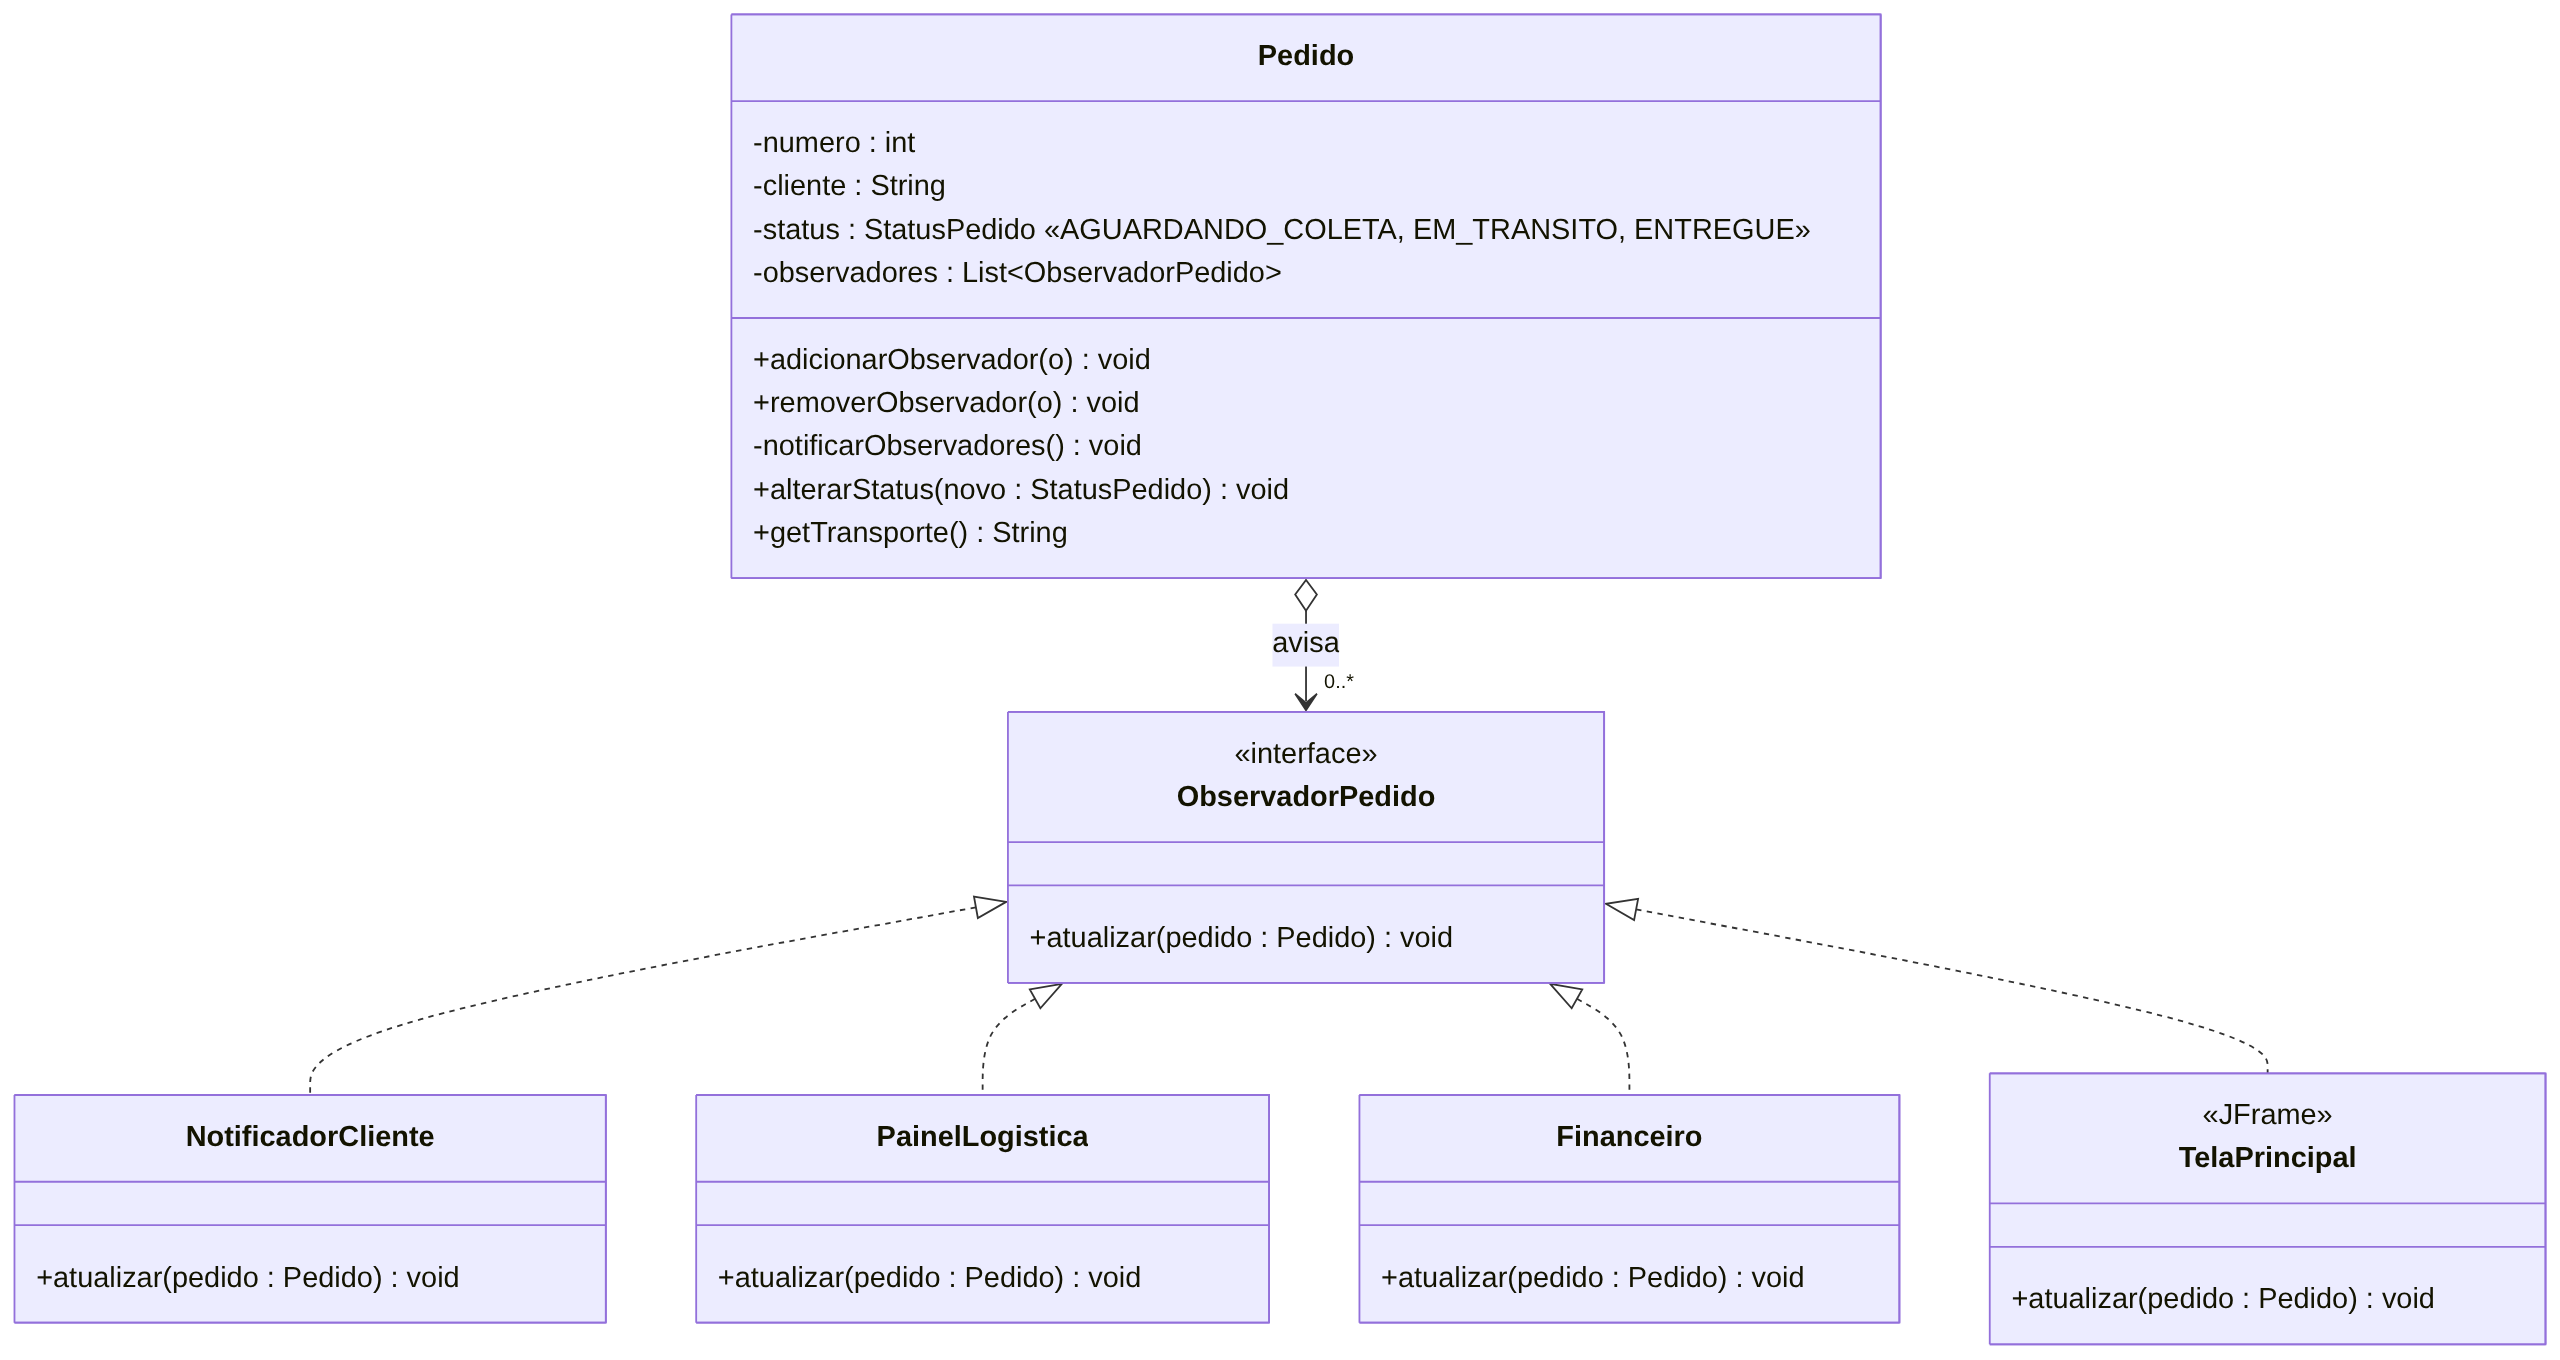 Pedido
-numero : int
-cliente : String
-status : StatusPedido «AGUARDANDO_COLETA, EM_TRANSITO, ENTREGUE»
-observadores : List<ObservadorPedido>
+adicionarObservador(o) : void
+removerObservador(o) : void
-notificarObservadores() : void
+alterarStatus(novo : StatusPedido) : void
+getTransporte() : String
avisa
0..*
«interface»
ObservadorPedido
+atualizar(pedido : Pedido) : void
NotificadorCliente
+atualizar(pedido : Pedido) : void
PainelLogistica
+atualizar(pedido : Pedido) : void
Financeiro
+atualizar(pedido : Pedido) : void
«JFrame»
TelaPrincipal
+atualizar(pedido : Pedido) : void